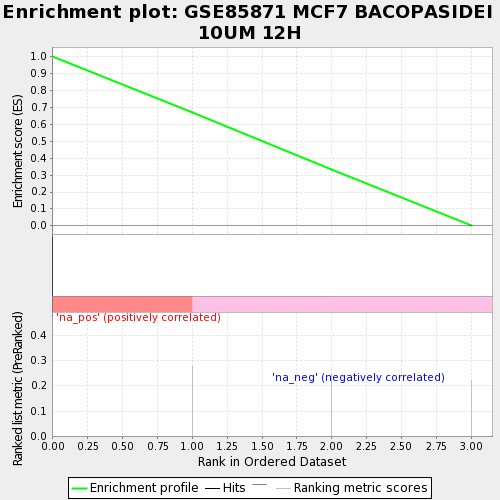 Enrichment plot: GSE85871 MCF7 BACOPASIDEI
10UM 12H
Enrichment score (ES)
1.0
0.9
0.8
0.7
0.6
0.5
0.4
0.3
0.2
0.1
0.0
'na_pos' (positively correlated)
'na_neg' (negatively correlated)
Ranked list metric (PreRanked)
0.4
0.3
0.2
0.1
0.0
0.00 0.25 0.50 0.75 1.00 1.25 1.50 1.75 2.00 2.25 2.50 2.75 3.00
Rank in Ordered Dataset
Enrichment profile Hits Ranking metric scores